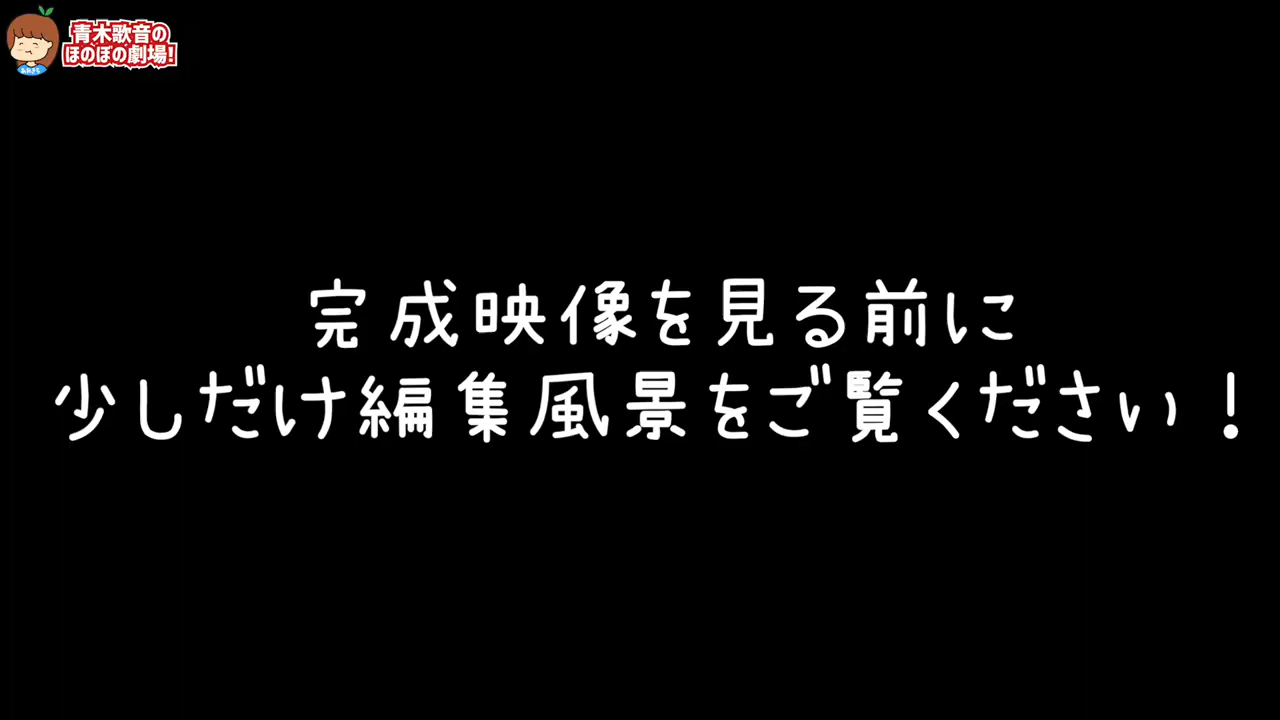 青木歌音の
ほのぼの劇場!
完成映像を見る前に
少しだけ編集風景をご覧ください！